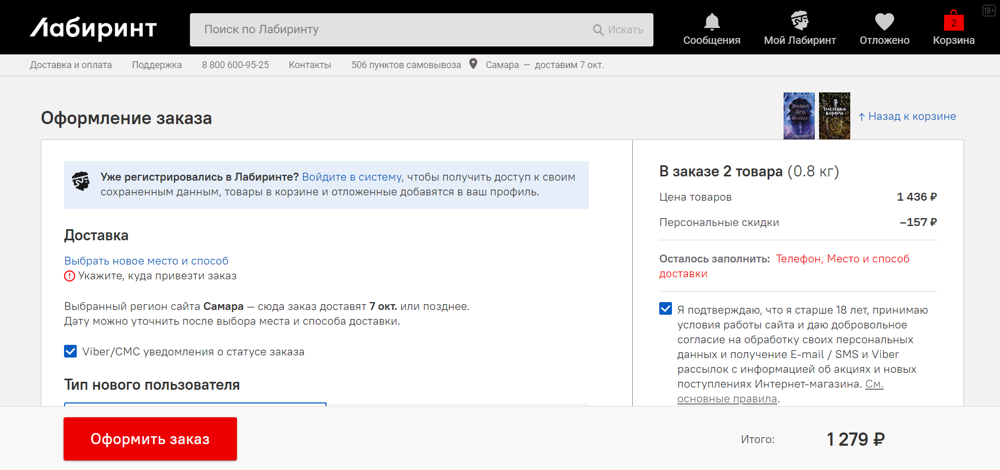 Лабиринт
Поиск по Лабиринту
Искать
Сообщения
Мой Лабиринт
Отложено
2
Корзина
18+
Доставка и оплата
Поддержка
8 800 600-95-25
Контакты
506 пунктов самовывоза
Самара — доставим 7 окт.
Оформление заказа
ПЛЕТЕНИЙ
КОРОЛЬ
↑ Назад к корзине
Уже регистрировались в Лабиринте? Войдите в систему, чтобы получить доступ к своим
сохраненным данным, товары в корзине и отложенные добавятся в ваш профиль.
Доставка
Выбрать новое место и способ
Укажите, куда привезти заказ
Выбранный регион сайта Самара — сюда заказ доставят 7 окт. или позднее.
Дату можно уточнить после выбора места и способа доставки.
Viber/СМС уведомления о статусе заказа
Тип нового пользователя
В заказе 2 товара (0.8 кг)
Цена товаров 1 436 ₽
Персональные скидки –157 ₽
Осталось заполнить: Телефон, Место и способ
доставки
Я подтверждаю, что я старше 18 лет, принимаю
условия работы сайта и даю добровольное
согласие на обработку своих персональных
данных и получение E-mail / SMS и Viber
рассылок с информацией об акциях и новых
поступлениях Интернет-магазина. См.
основные правила.
Оформить заказ
Итого: 1 279 ₽